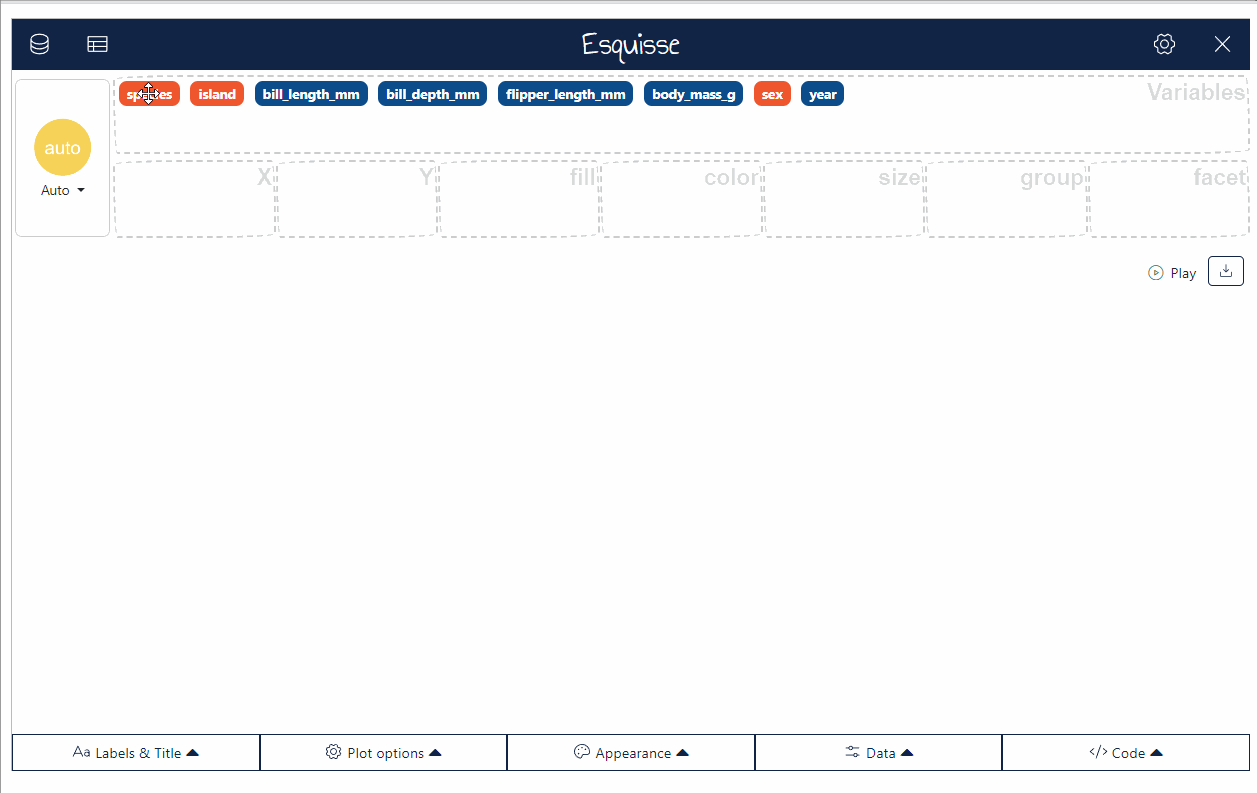 Esquisse
island bill_length_mm bill_depth_mm flipper_length_mm body_mass_g sex year Variables
auto
Auto
X Y fill color size group facet
Play
Aa Labels & Title Plot options Appearance Data </> Code